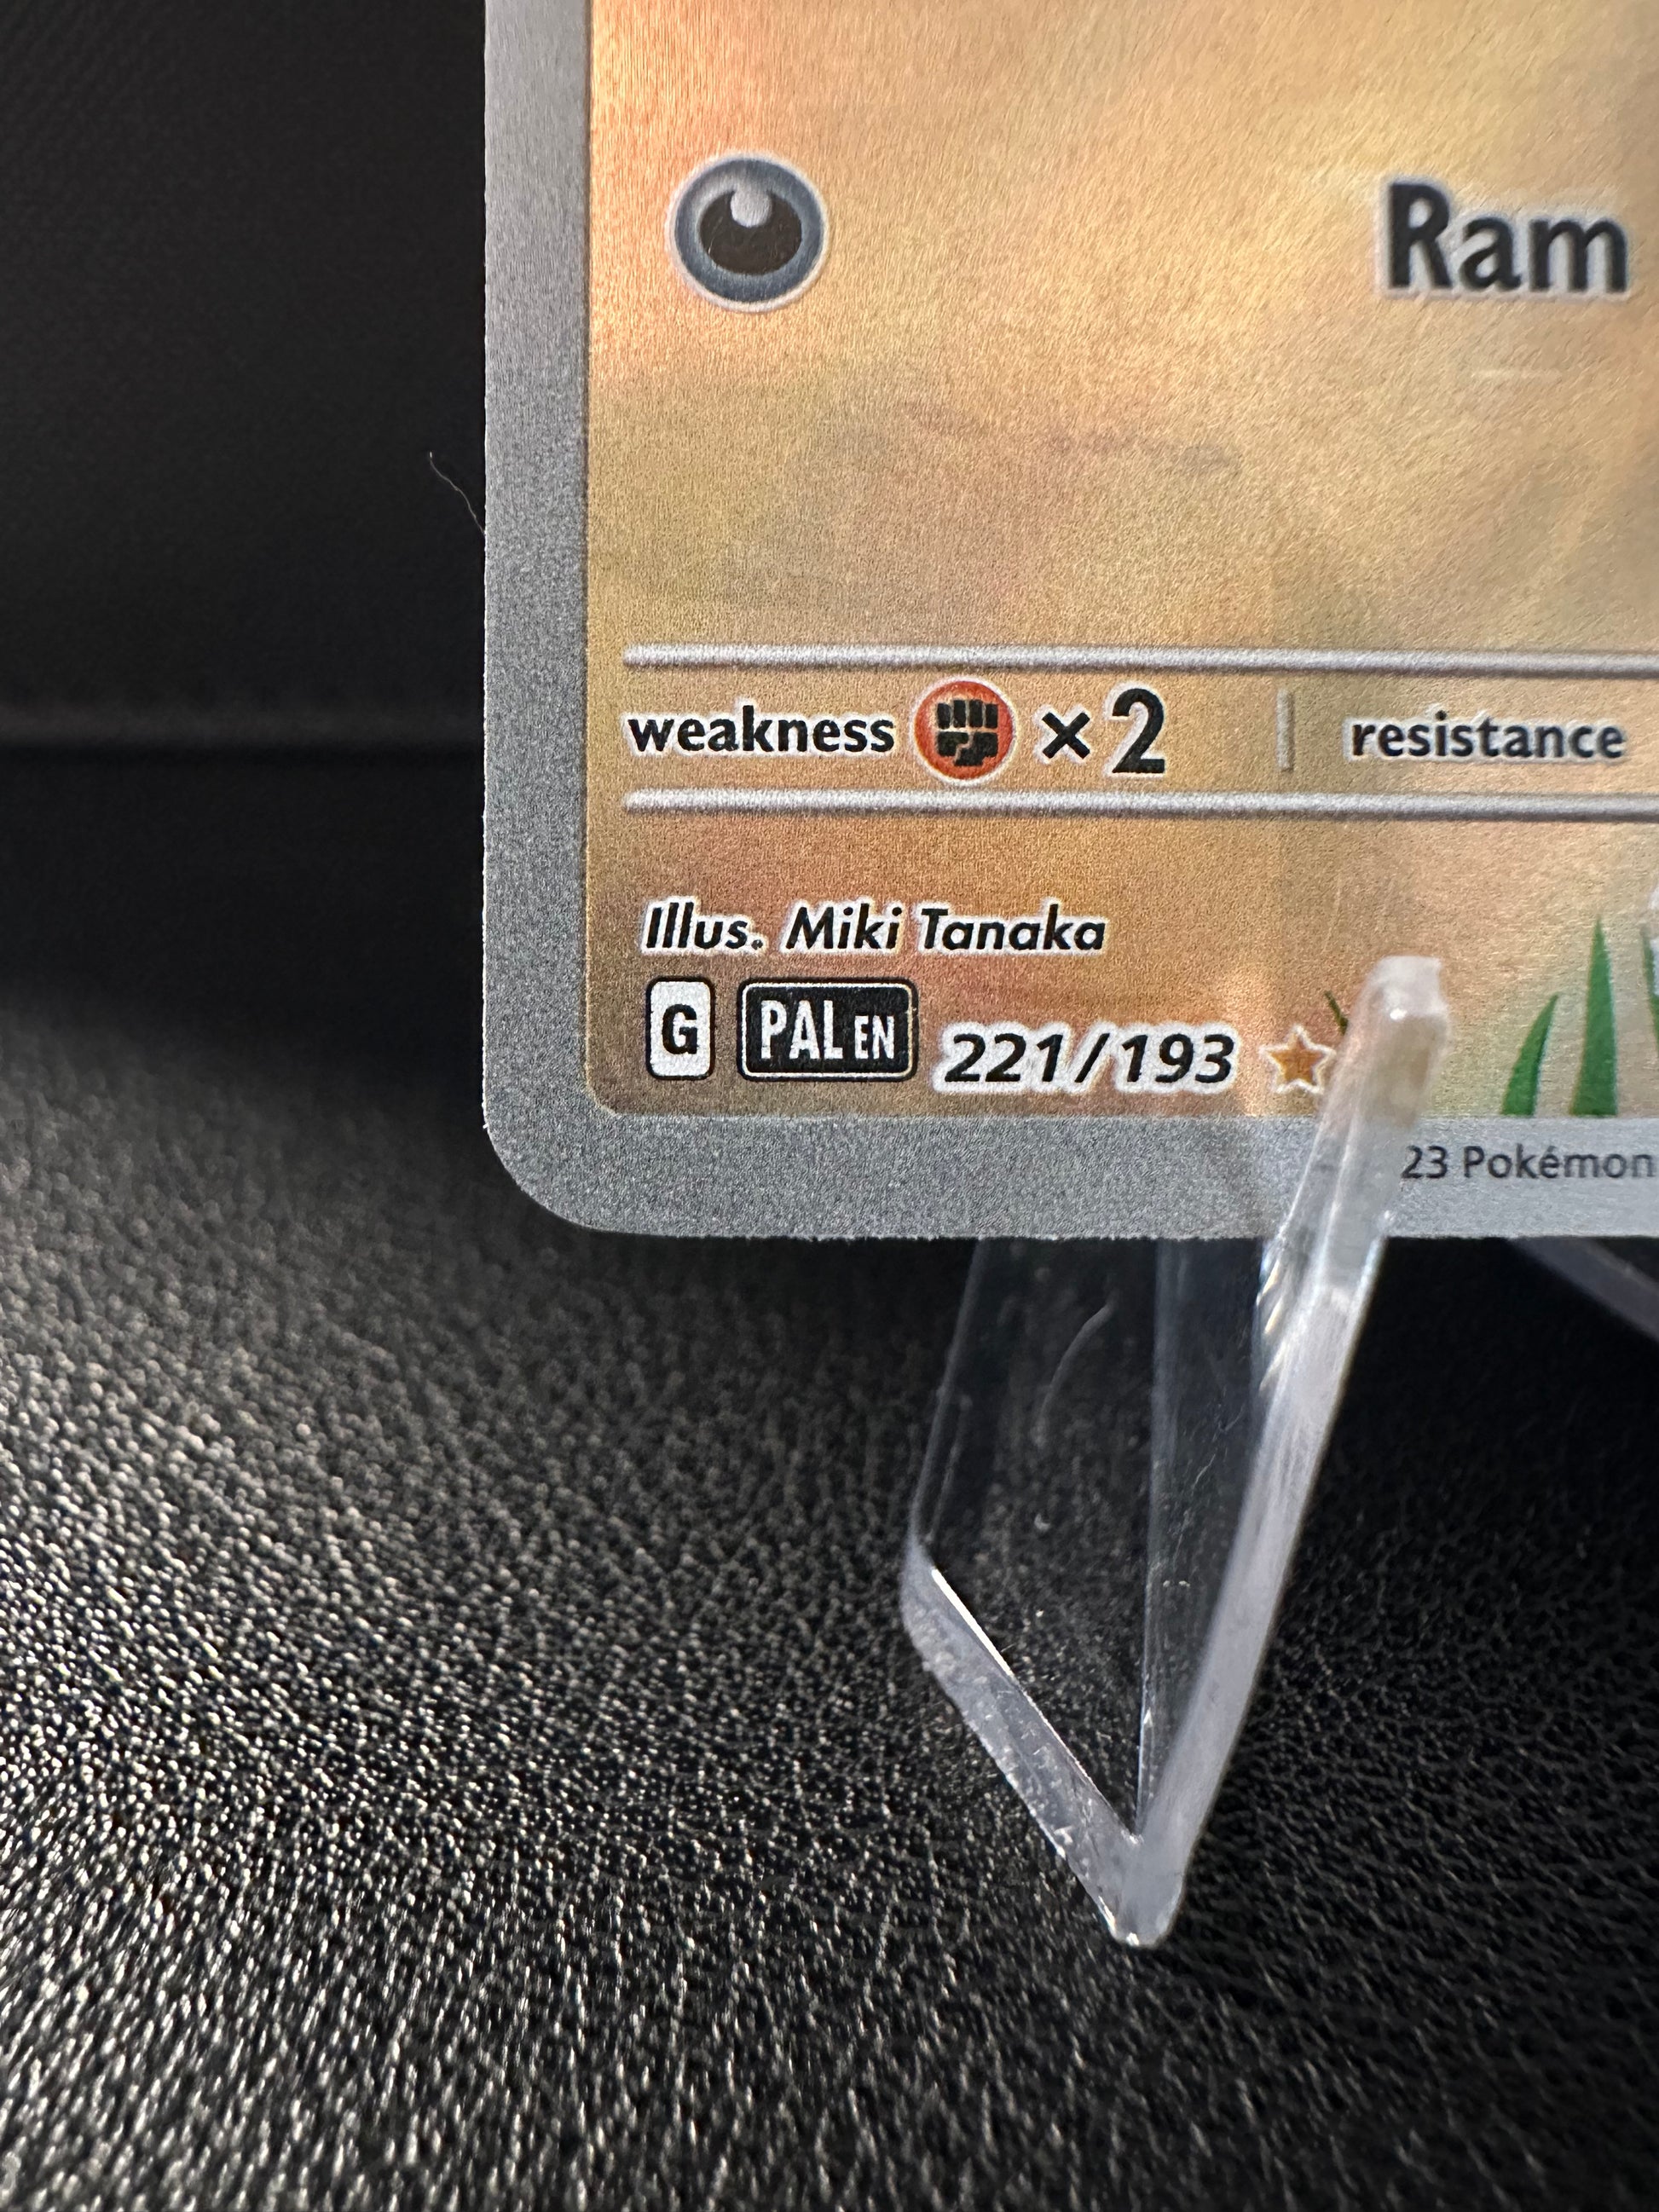 Ram
weakness ×2 resistance
Illus. Miki Tanaka
G PAL EN 221/193
23 Pokémon